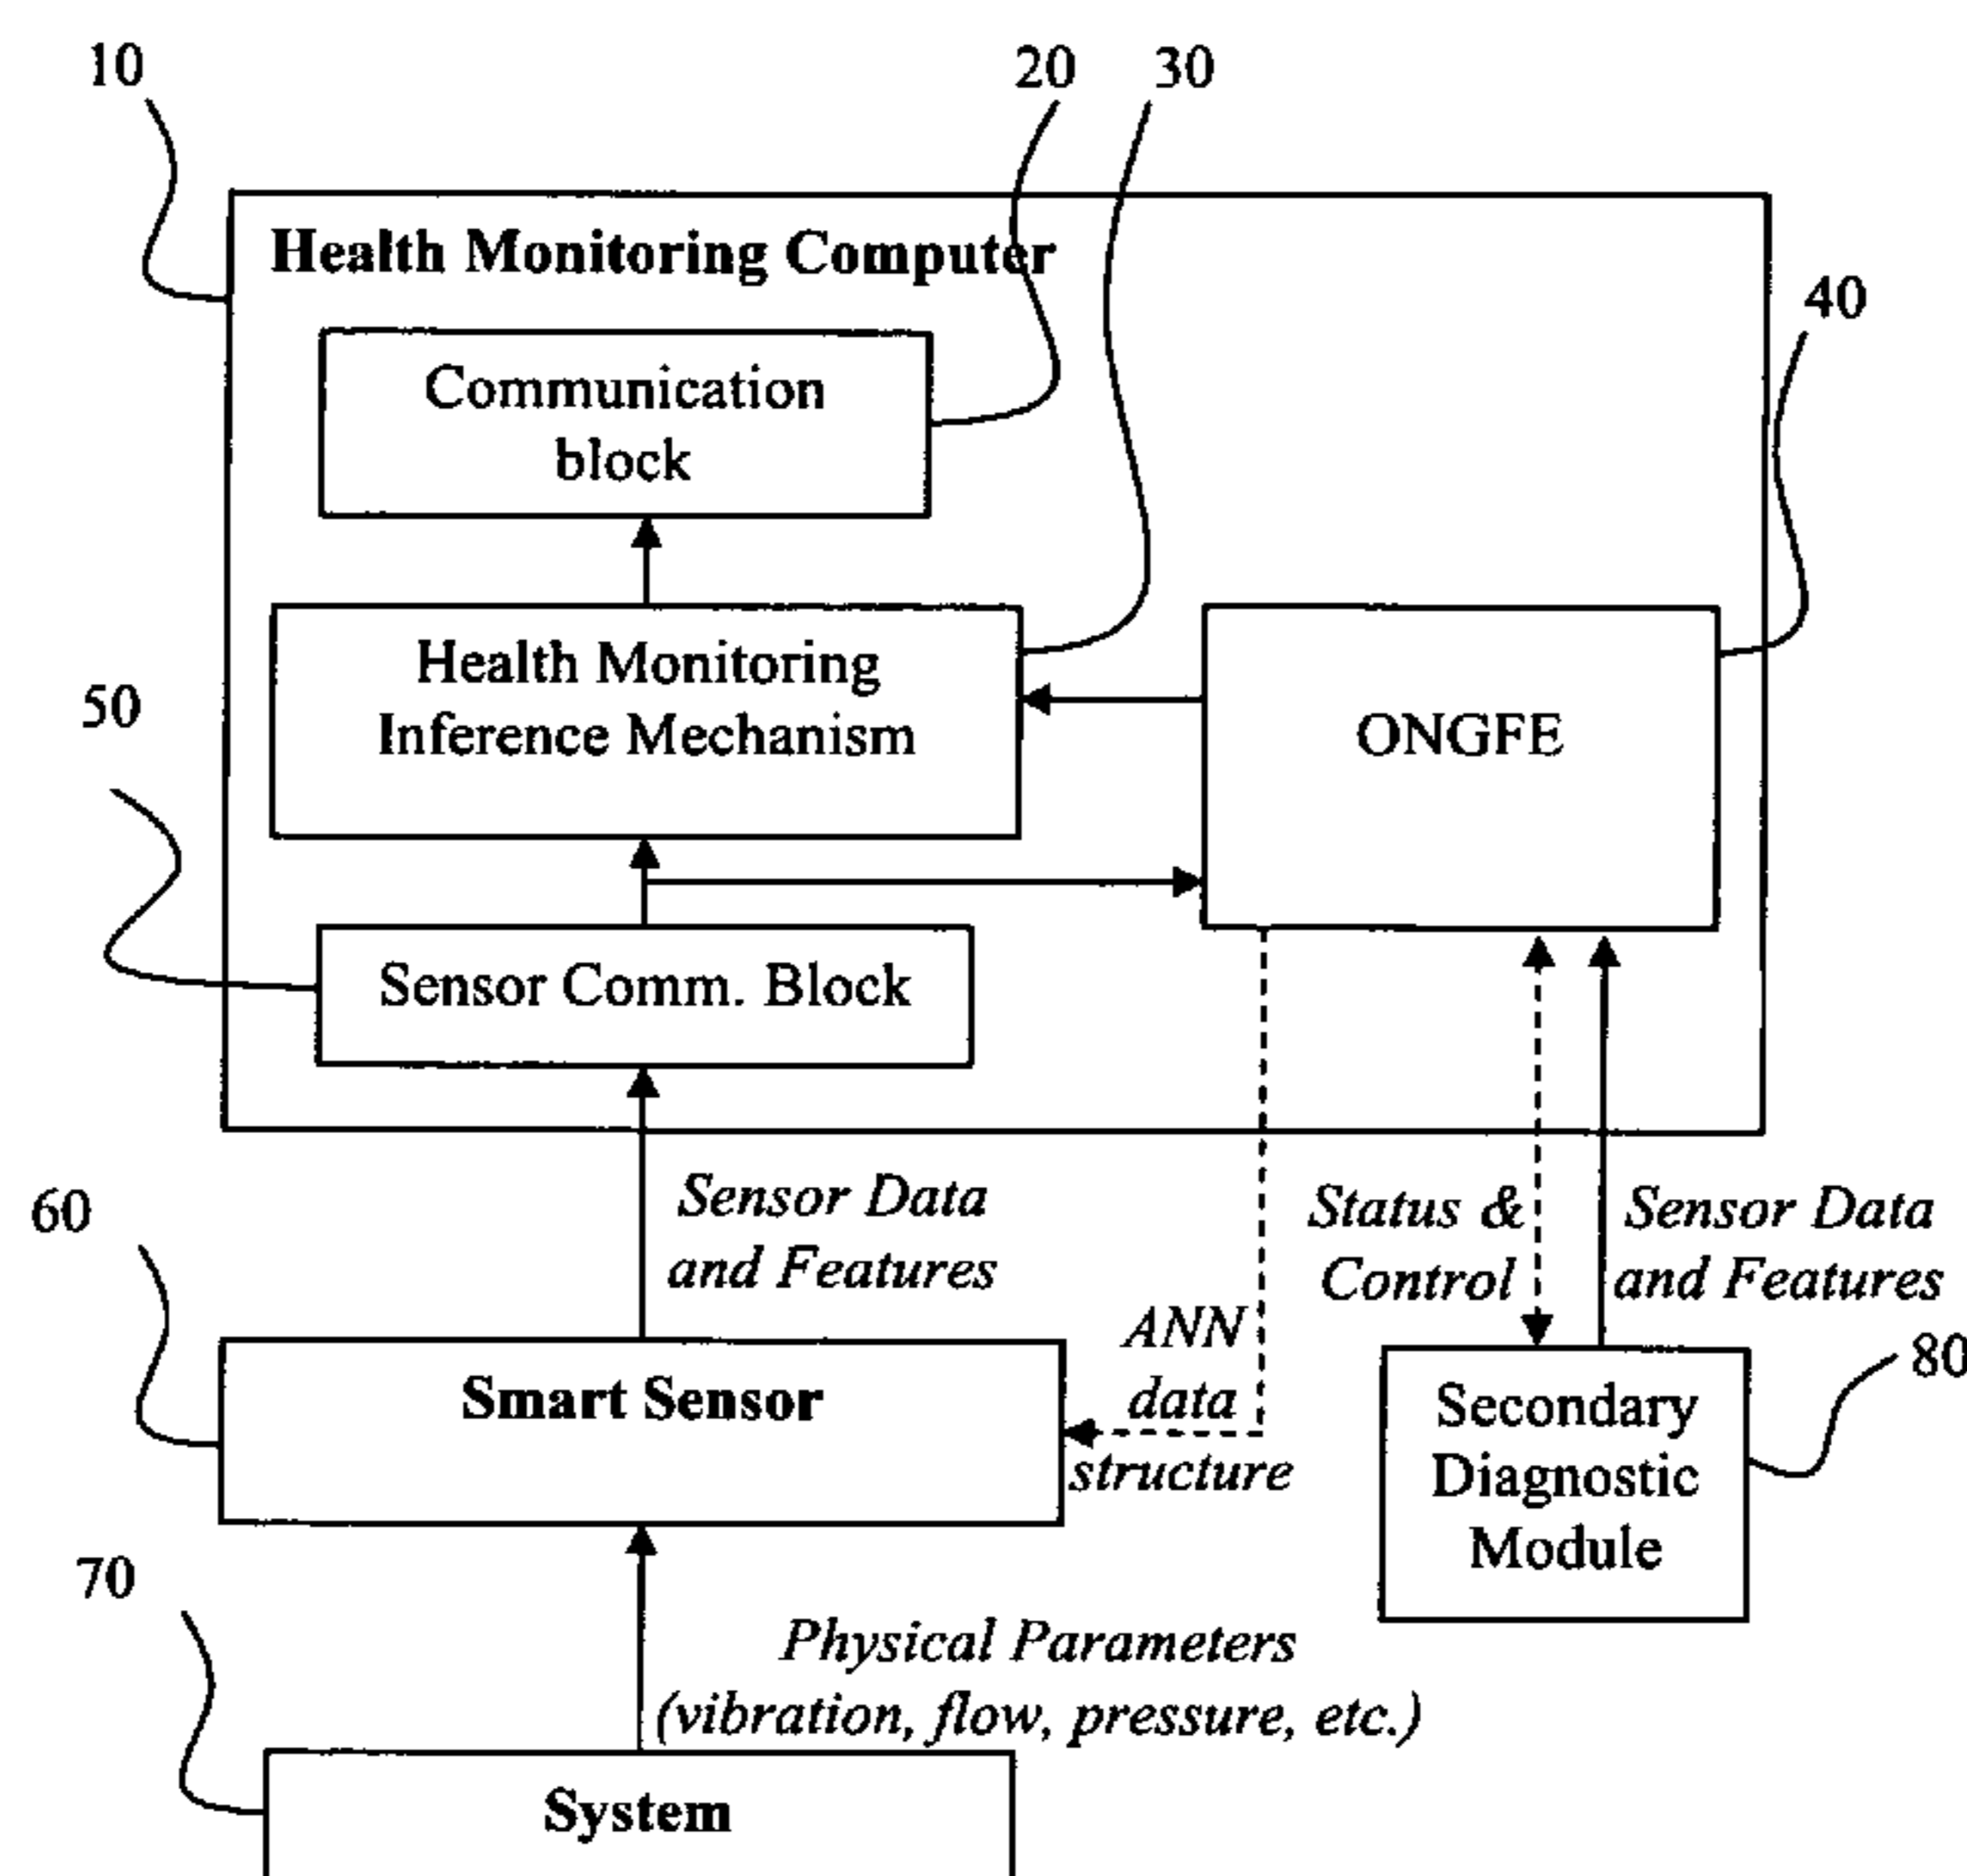 10
20
30
Health Monitoring Computer
40
Communication
block
Health Monitoring
Inference Mechanism
ONGFE
50
Sensor Comm. Block
60
Sensor Data
and Features
Status &
Control
Sensor Data
and Features
ANN
data
structure
Smart Sensor
80
Secondary
Diagnostic
Module
70
Physical Parameters
(vibration, flow, pressure, etc.)
System